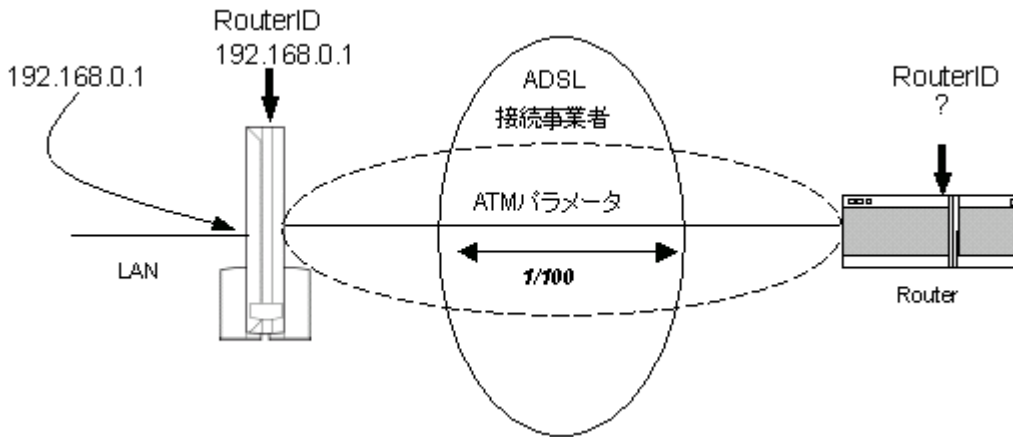 RouterID
192.168.0.1
192.168.0.1
ADSL
接続事業者
RouterID
?
ATMパラメータ
1/100
LAN
Router